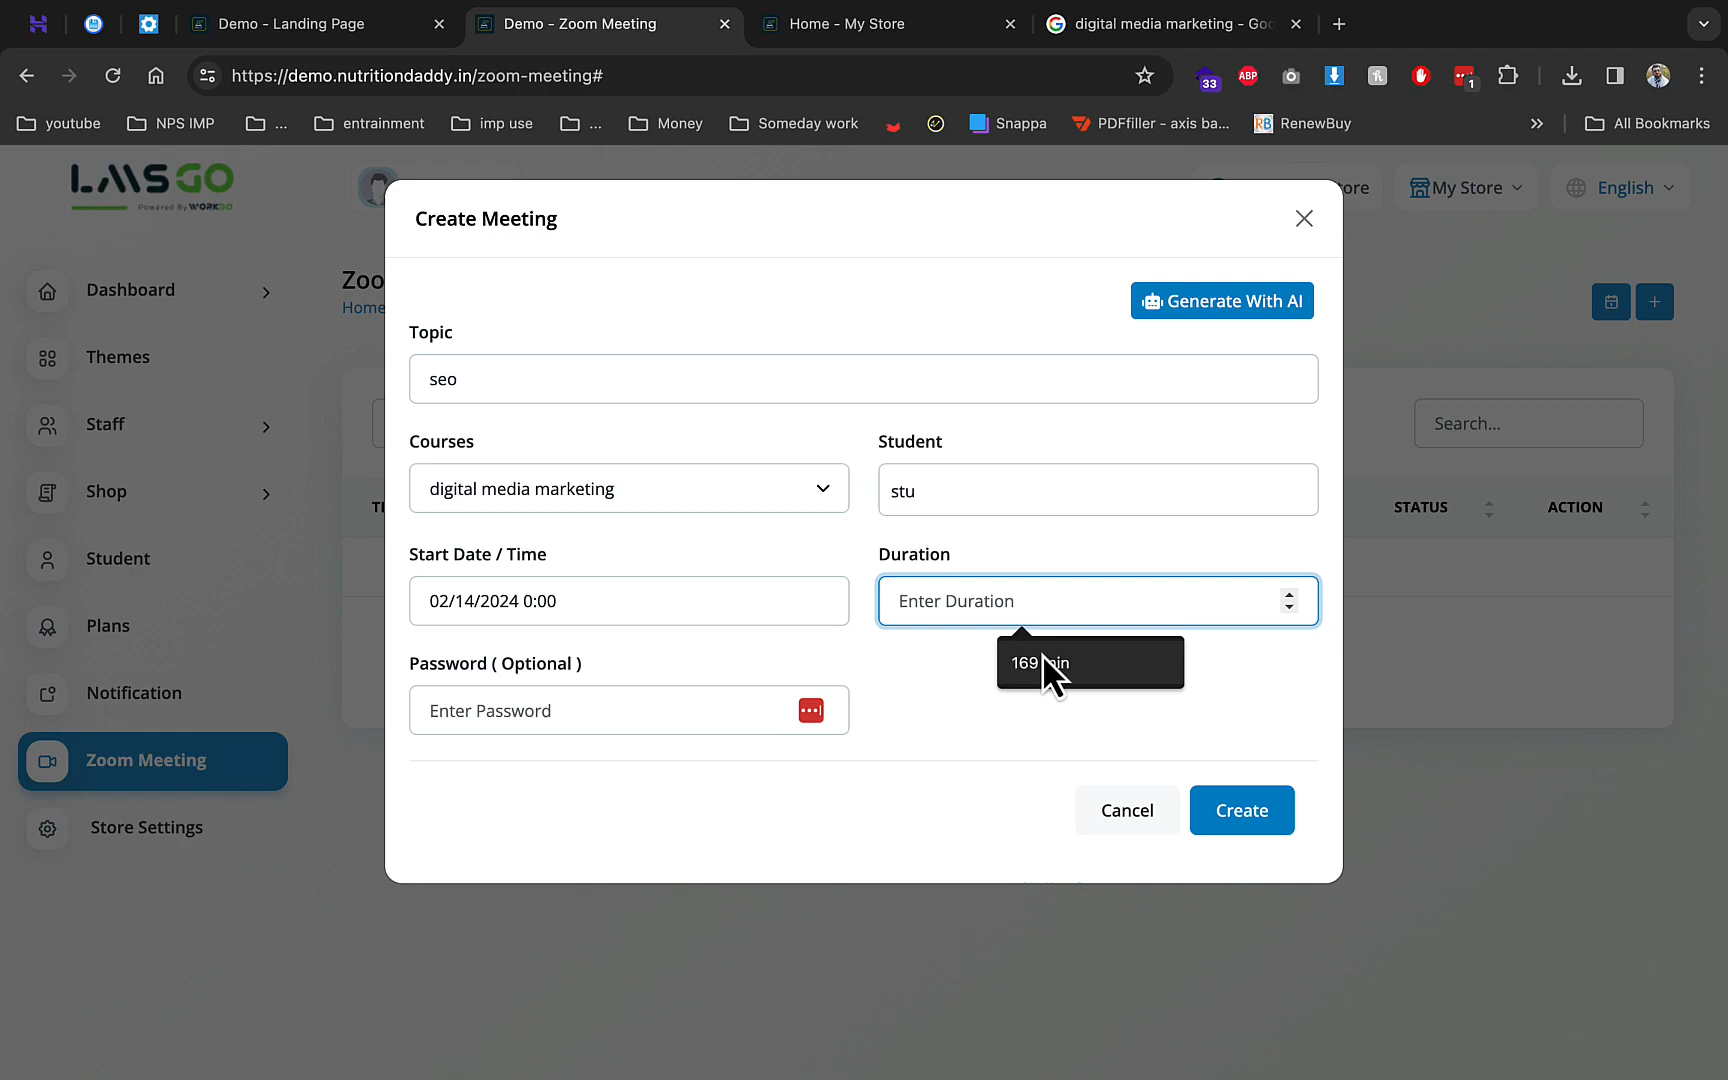 Demo - Landing Page
Demo - Zoom Meeting
Home - My Store
digital media marketing - Goo
https://demo.nutritiondaddy.in/zoom-meeting#
33
ABP
1
youtube
NPS IMP
...
entrainment
imp use
...
Money
Someday work
Snappa
PDFfiller - axis ba...
RB RenewBuy
All Bookmarks
LMSGO
Powered By WORKDO
My Store
English
Dashboard
Themes
Staff
Shop
Student
Plans
Notification
Zoom Meeting
Store Settings
Home
Search...
STATUS
ACTION
Create Meeting
Generate With AI
Topic
seo
Courses
Student
digital media marketing
stu
Start Date / Time
Duration
02/14/2024 0:00
Enter Duration
Password ( Optional )
Enter Password
Cancel
Create